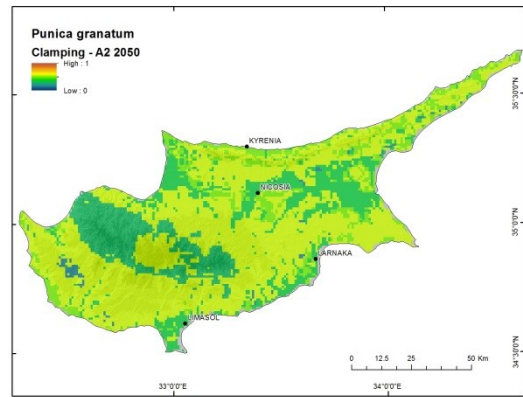 Punica granatum
Clamping - A2 2050
High : 1
Low : 0
KYRENIA
NICOSIA
LARNAKA
LIMASOL
35°30'0"N
35°0'0"N
34°30'0"N
0 12.5 25 50 Km
33°0'0"E 34°0'0"E